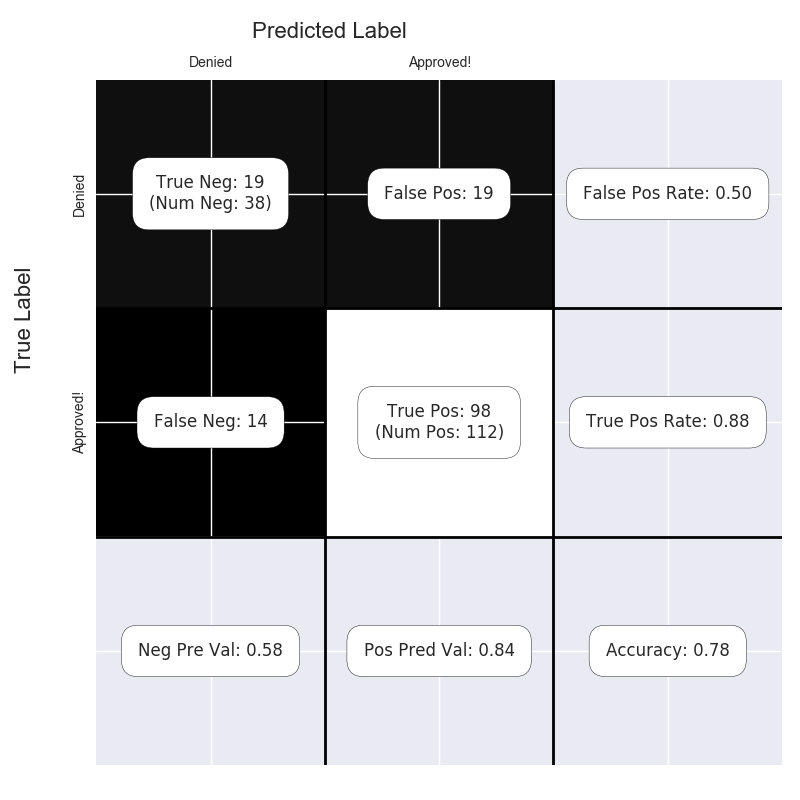 Predicted Label
Denied
Approved!
True Label
Denied
True Neg: 19
(Num Neg: 38)
False Pos: 19
False Pos Rate: 0.50
Approved!
False Neg: 14
True Pos: 98
(Num Pos: 112)
True Pos Rate: 0.88
Neg Pre Val: 0.58
Pos Pred Val: 0.84
Accuracy: 0.78